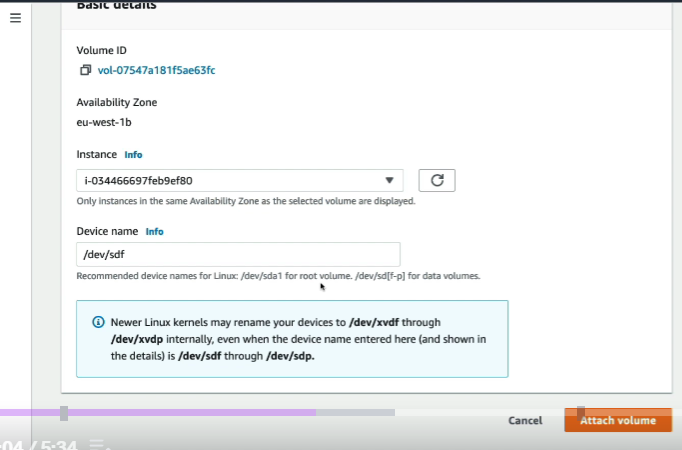 Basic details
Volume ID
vol-07547a181f5ae63fc
Availability Zone
eu-west-1b
Instance Info
i-034466697feb9ef80
Only instances in the same Availability Zone as the selected volume are displayed.
Device name Info
/dev/sdf
Recommended device names for Linux: /dev/sda1 for root volume. /dev/sd[f-p] for data volumes.
Newer Linux kernels may rename your devices to /dev/xvdf through
/dev/xvdp internally, even when the device name entered here (and shown in
the details) is /dev/sdf through /dev/sdp.
Cancel Attach volume
:04 / 5:34